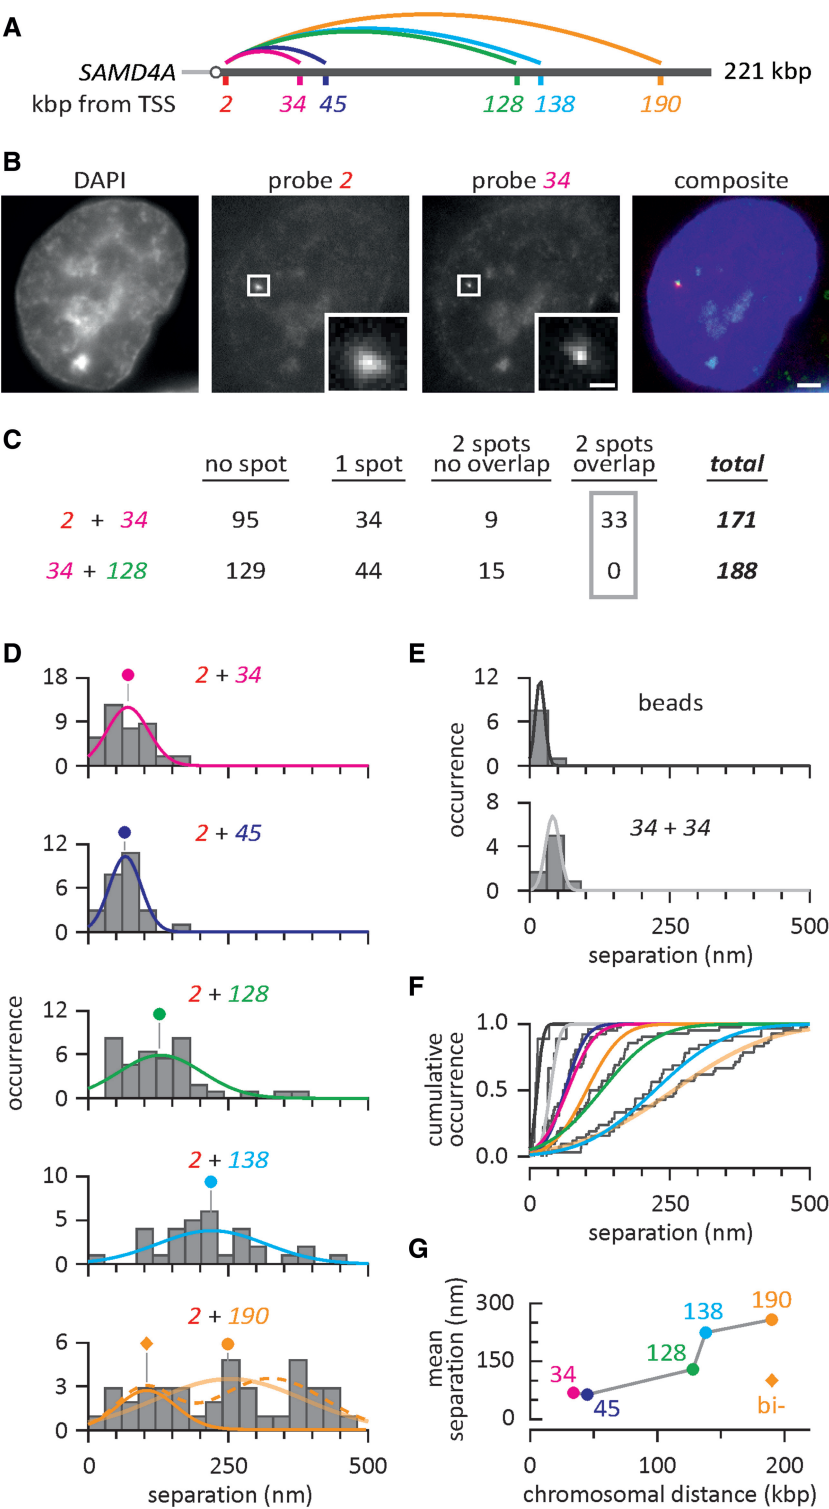 A
SAMD4A
221 kbp
kbp from TSS
2 34 45 128 138 190
B
DAPI
probe 2
probe 34
composite
C
no spot
1 spot
2 spots
no overlap
2 spots
overlap
total
2 + 34 95 34 9 33 171
34 + 128 129 44 15 0 188
D
occurrence
18
9
0
2 + 34
12
6
0
2 + 45
12
6
0
2 + 128
10
5
0
2 + 138
6
3
0
2 + 190
0 250 500
separation (nm)
E
occurrence
12
6
0
beads
8
4
0
34 + 34
0 250 500
separation (nm)
F
cumulative
occurrence
1.0
0.5
0.0
0 250 500
separation (nm)
G
mean
separation (nm)
300
150
0
34
45
128
138
190
bi-
0 100 200
chromosomal distance (kbp)